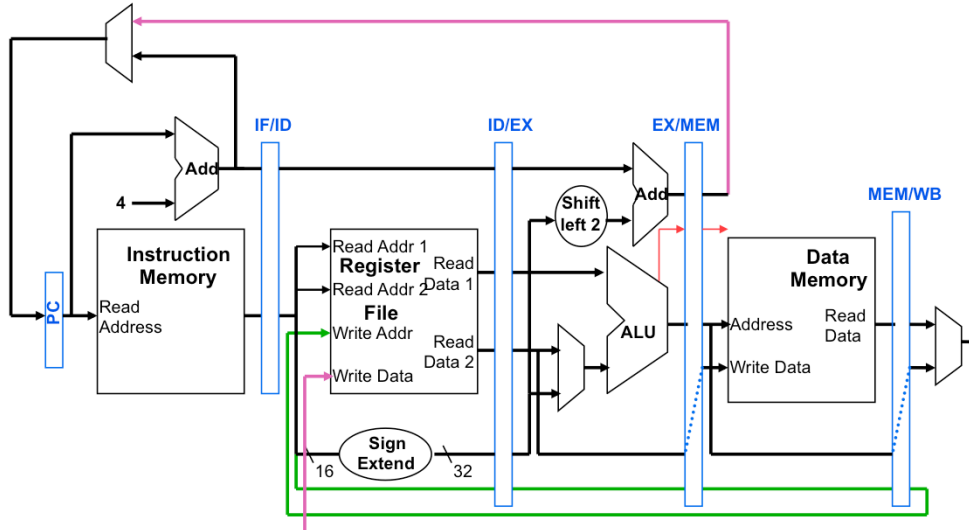 IF/ID
ID/EX
EX/MEM
MEM/WB
Add
4
Add
Shift
left 2
PC
Instruction
Memory
Read
Address
Read Addr 1
Register
Read
Data 1
Read Addr 2
File
Write Addr
Read
Data 2
Write Data
ALU
Data
Memory
Address
Read
Data
Write Data
Sign
Extend
16
32